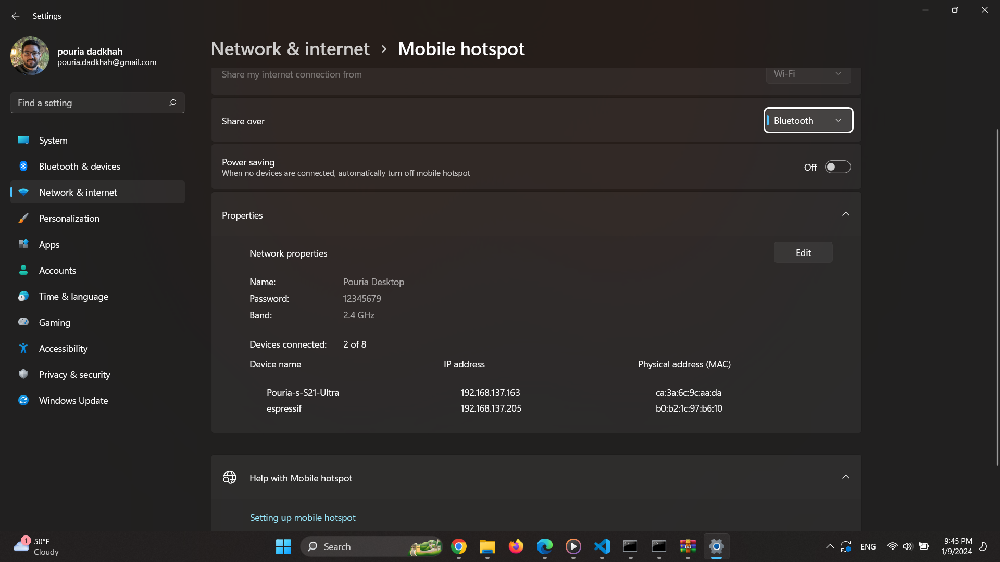 Settings
pouria dadkhah
pouria.dadkhah@gmail.com
Find a setting
System
Bluetooth & devices
Network & internet
Personalization
Apps
Accounts
Time & language
Gaming
Accessibility
Privacy & security
Windows Update
Network & internet > Mobile hotspot
Share my internet connection from Wi-Fi
Share over Bluetooth
Power saving
When no devices are connected, automatically turn off mobile hotspot
Off
Properties
Network properties Edit
Name: Pouria Desktop
Password: 12345679
Band: 2.4 GHz
Devices connected: 2 of 8
Device name IP address Physical address (MAC)
Pouria-s-S21-Ultra 192.168.137.163 ca:3a:6c:9c:aa:da
espressif 192.168.137.205 b0:b2:1c:97:b6:10
Help with Mobile hotspot
Setting up mobile hotspot
1
50°F
Cloudy
Search
ENG
9:45 PM
1/9/2024